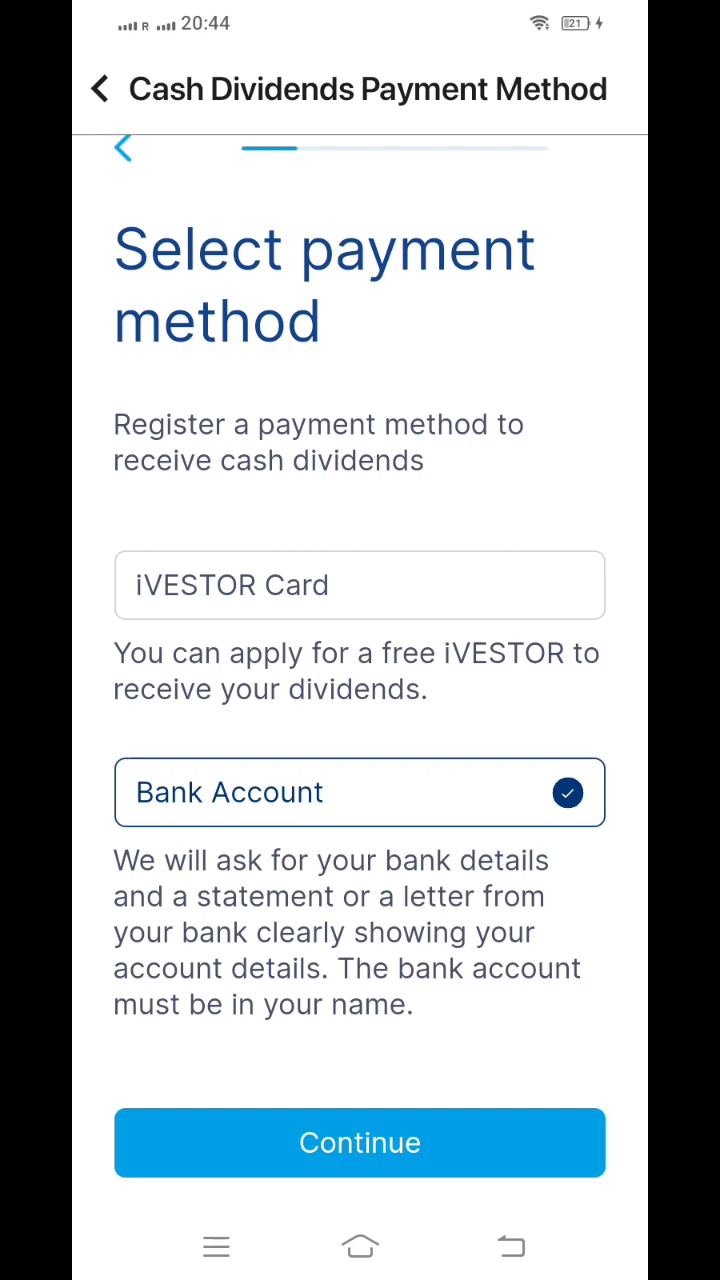 R 20:44
21
Cash Dividends Payment Method
Select payment
method
Register a payment method to
receive cash dividends
iVESTOR Card
You can apply for a free iVESTOR to
receive your dividends.
Bank Account
We will ask for your bank details
and a statement or a letter from
your bank clearly showing your
account details. The bank account
must be in your name.
Continue